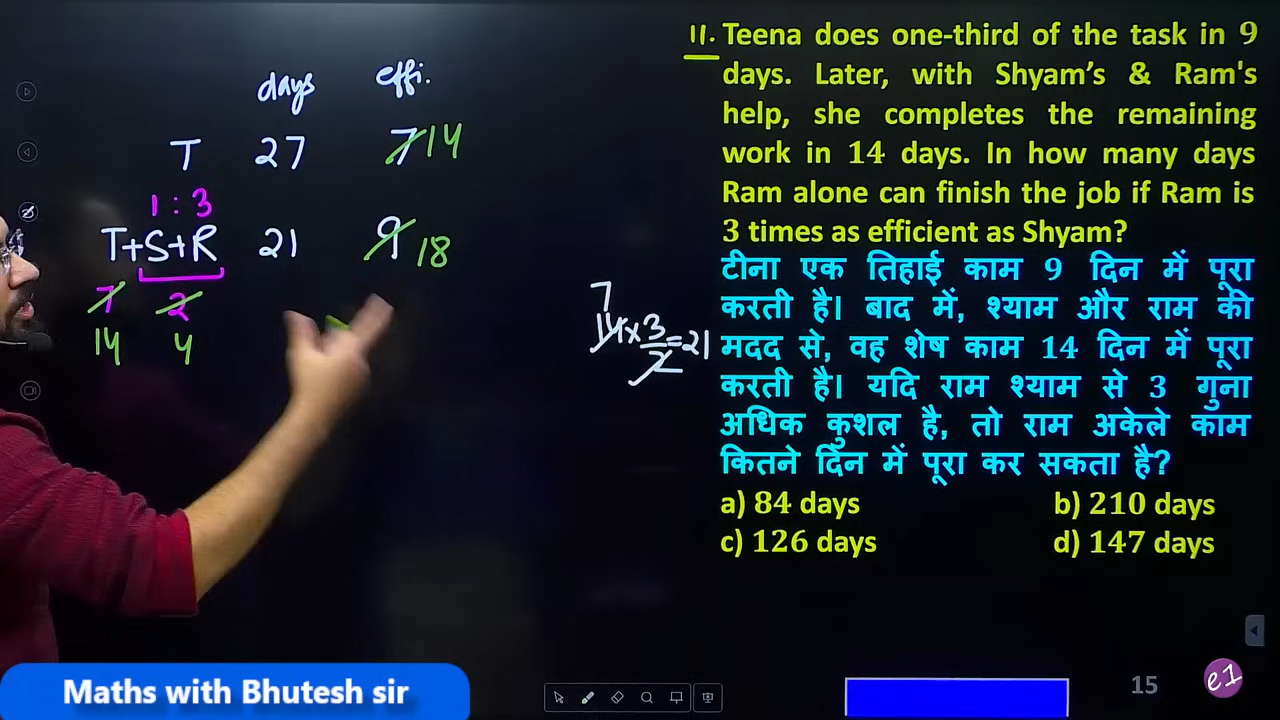 days effi.
T 27 7 14
1 : 3
T+S+R 21 9 18
7 2
14 4
7
14 × 3/2 = 21
11. Teena does one-third of the task in 9
days. Later, with Shyam’s & Ram's
help, she completes the remaining
work in 14 days. In how many days
Ram alone can finish the job if Ram is
3 times as efficient as Shyam?
टीना एक तिहाई काम 9 दिन में पूरा
करती है। बाद में, श्याम और राम की
मदद से, वह शेष काम 14 दिन में पूरा
करती है। यदि राम श्याम से 3 गुना
अधिक कुशल है, तो राम अकेले काम
कितने दिन में पूरा कर सकता है?
a) 84 days b) 210 days
c) 126 days d) 147 days
Maths with Bhutesh sir
15 e1